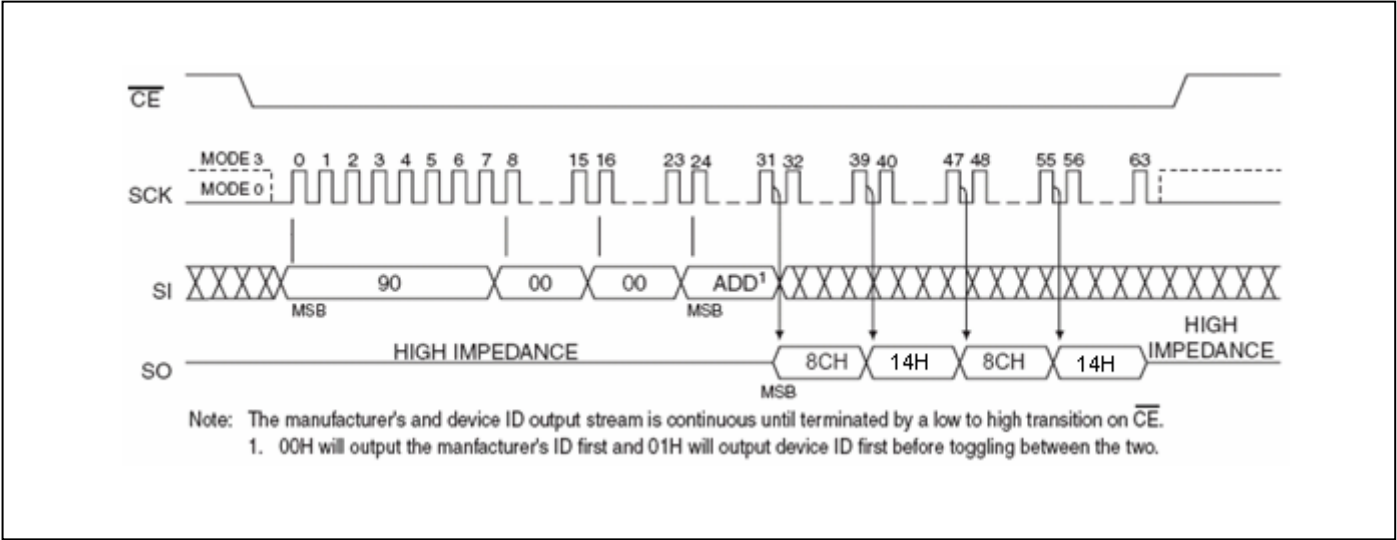 CE
MODE 3 0 1 2 3 4 5 6 7 8 15 16 23 24 31 32 39 40 47 48 55 56 63
SCK MODE 0
SI 90 00 00 ADD1
MSB MSB
HIGH IMPEDANCE HIGH IMPEDANCE
SO 8CH 14H 8CH 14H
MSB
Note: The manufacturer's and device ID output stream is continuous until terminated by a low to high transition on CE.
1. 00H will output the manfacturer's ID first and 01H will output device ID first before toggling between the two.